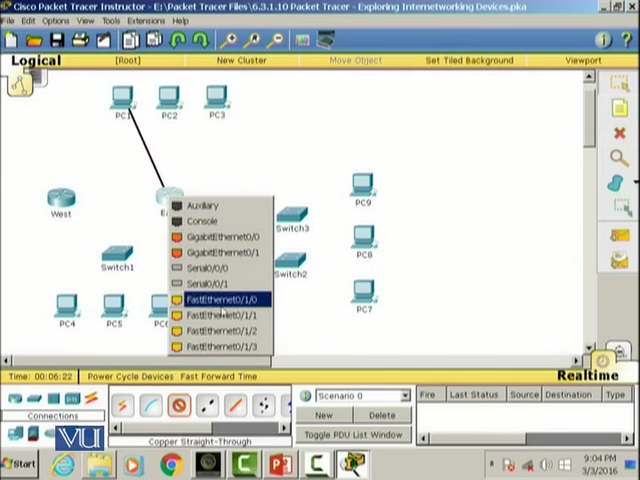 Cisco Packet Tracer Instructor - E:\Packet Tracer Files\6.3.1.10 Packet Tracer - Exploring Internetworking Devices.pka
File Edit Options View Tools Extensions Help
Logical [Root] New Cluster Move Object Set Tiled Background Viewport
PC1 PC2 PC3
West
PC9
Switch3
Switch1
PC8
Switch2
PC4 PC5
PC7
Auxiliary
Console
GigabitEthernet0/0
GigabitEthernet0/1
Serial0/0/0
Serial0/0/1
FastEthernet0/1/0
FastEthernet0/1/1
FastEthernet0/1/2
FastEthernet0/1/3
Time: 00:06:22 Power Cycle Devices Fast Forward Time Realtime
Connections
Copper Straight-Through
Scenario 0
New Delete
Toggle PDU List Window
Fire Last Status Source Destination Type
VU
Start
9:04 PM
3/3/2016